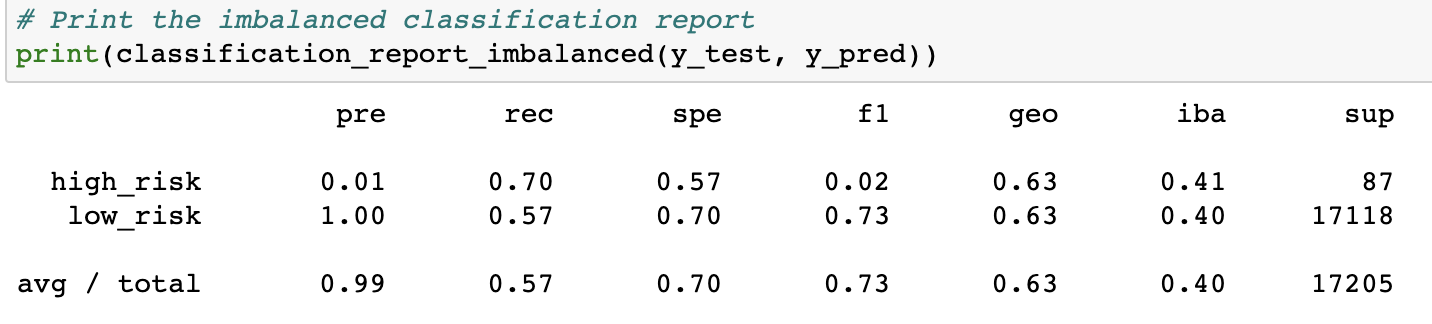 # Print the imbalanced classification report
print(classification_report_imbalanced(y_test, y_pred))
pre rec spe f1 geo iba sup
high_risk 0.01 0.70 0.57 0.02 0.63 0.41 87
low_risk 1.00 0.57 0.70 0.73 0.63 0.40 17118
avg / total 0.99 0.57 0.70 0.73 0.63 0.40 17205